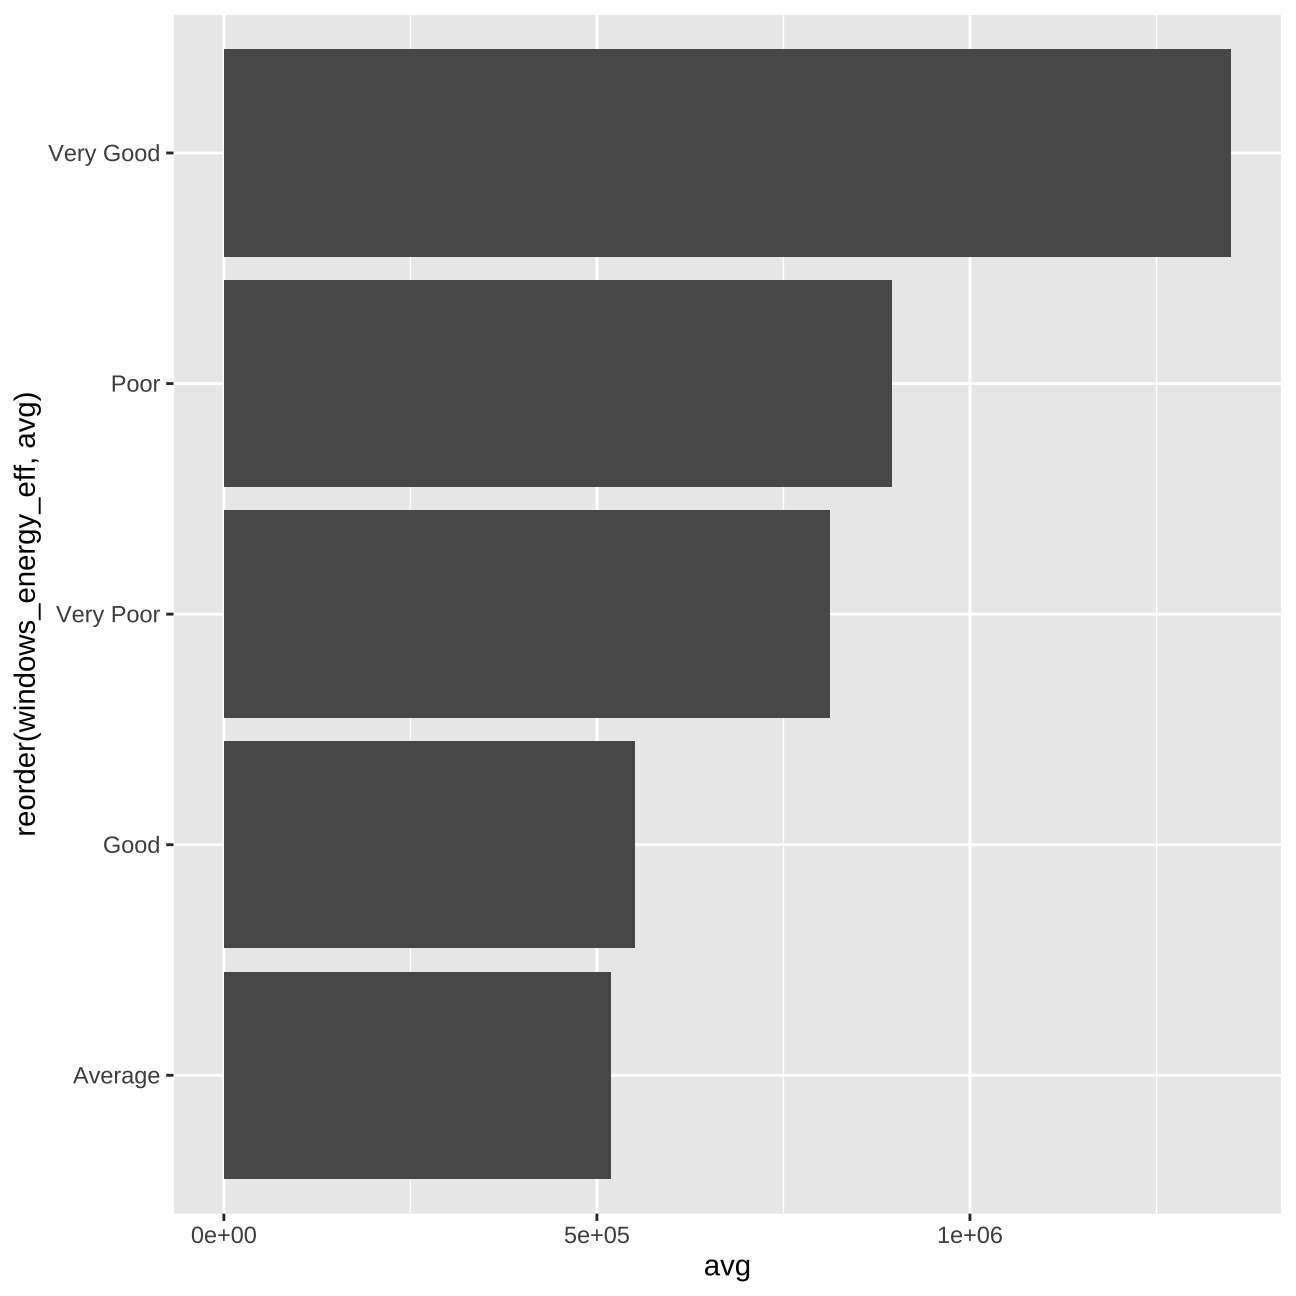 reorder(windows_energy_eff, avg)
Very Good
Poor
Very Poor
Good
Average
0e+00 5e+05 1e+06
avg